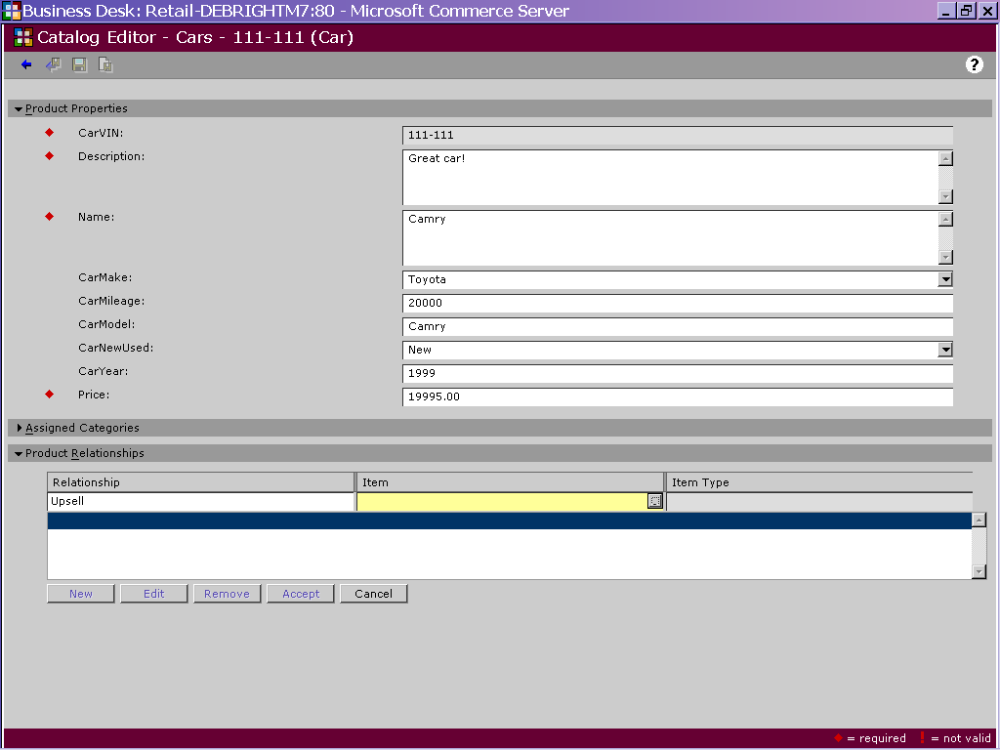 Business Desk: Retail-DEBRIGHTM7:80 - Microsoft Commerce Server
Catalog Editor - Cars - 111-111 (Car)
?
Product Properties
CarVIN: 111-111
Description: Great car!
Name: Camry
CarMake: Toyota
CarMileage: 20000
CarModel: Camry
CarNewUsed: New
CarYear: 1999
Price: 19995.00
Assigned Categories
Product Relationships
Relationship Item Item Type
Upsell
New Edit Remove Accept Cancel
= required ! = not valid